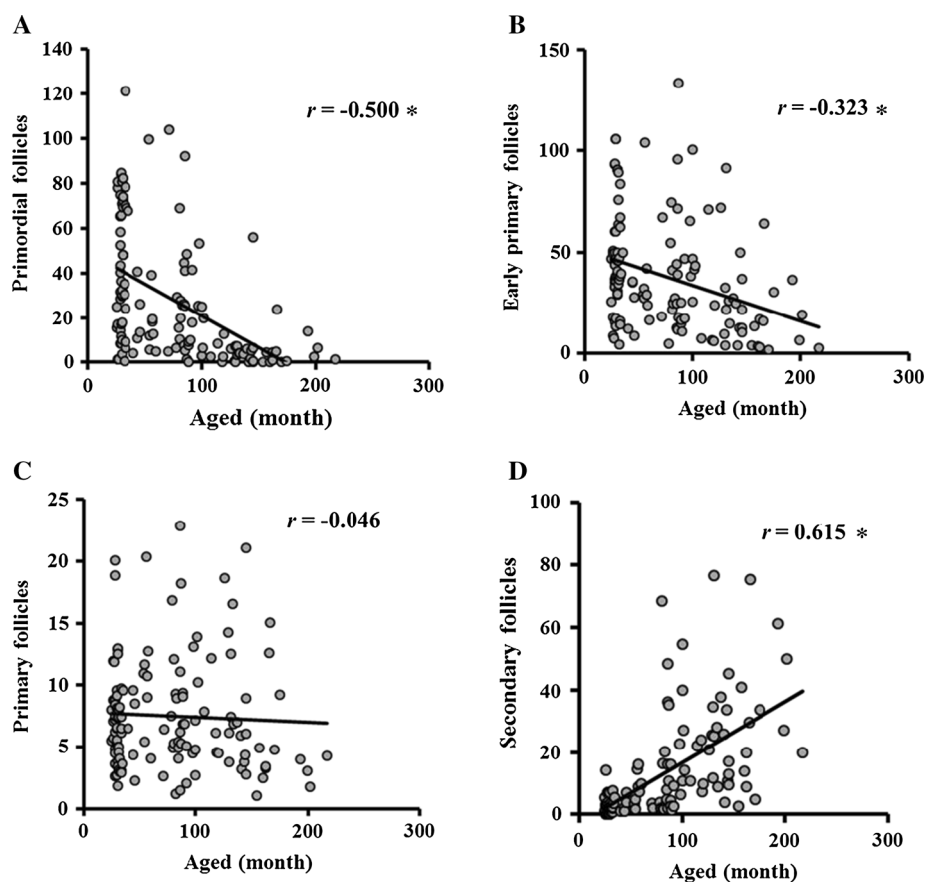 A
Primordial follicles
140
120
100
80
60
40
20
0
0 100 200 300
Aged (month)
r = -0.500 *
B
Early primary follicles
150
100
50
0
0 100 200 300
Aged (month)
r = -0.323 *
C
Primary follicles
25
20
15
10
5
0
0 100 200 300
Aged (month)
r = -0.046
D
Secondary follicles
100
80
60
40
20
0
0 100 200 300
Aged (month)
r = 0.615 *